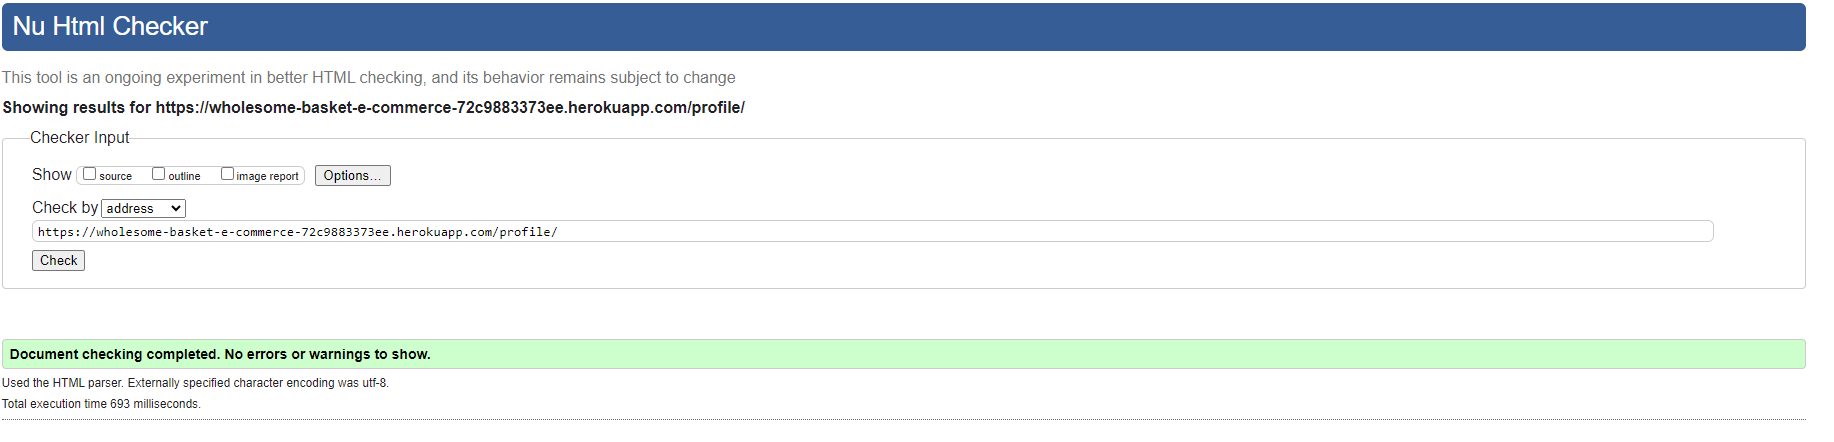 Nu Html Checker
This tool is an ongoing experiment in better HTML checking, and its behavior remains subject to change
Showing results for https://wholesome-basket-e-commerce-72c9883373ee.herokuapp.com/profile/
Checker Input
Show source outline image report Options...
Check by address
https://wholesome-basket-e-commerce-72c9883373ee.herokuapp.com/profile/
Check
Document checking completed. No errors or warnings to show.
Used the HTML parser. Externally specified character encoding was utf-8.
Total execution time 693 milliseconds.